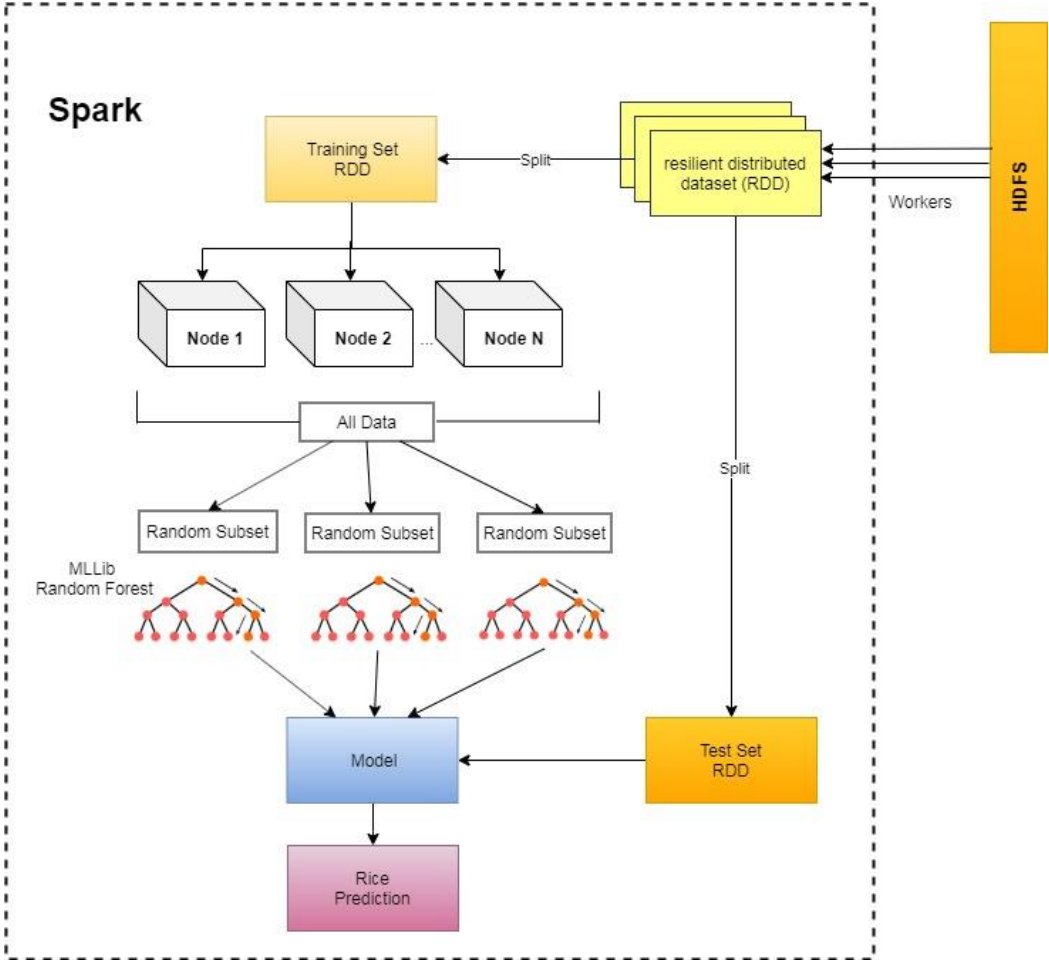 Spark
Training Set
RDD
Split
resilient distributed
dataset (RDD)
Workers
HDFS
Node 1
Node 2
...
Node N
All Data
Split
Random Subset
Random Subset
Random Subset
MLLib
Random Forest
Model
Test Set
RDD
Rice
Prediction